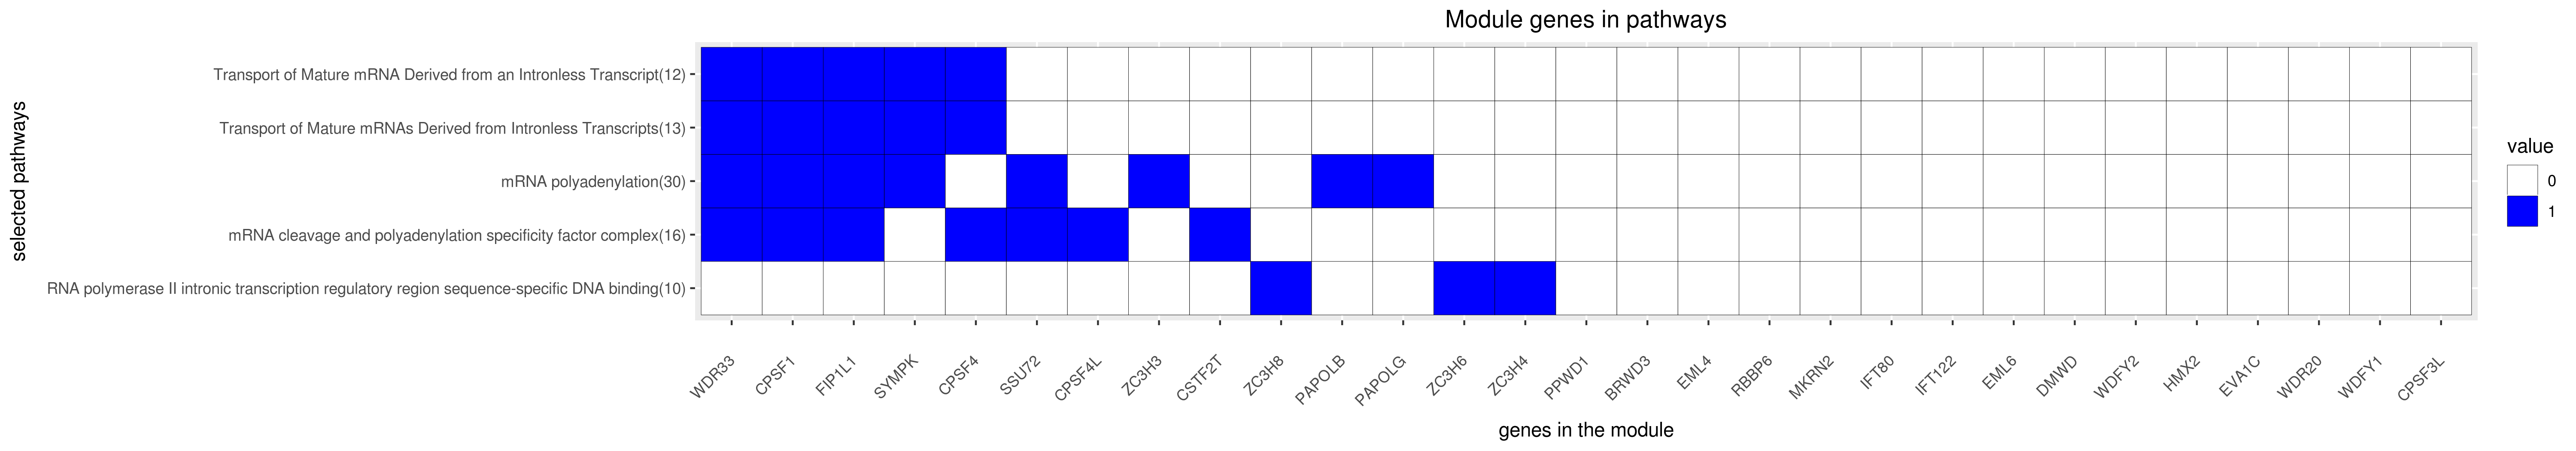 Module genes in pathways
selected pathways
Transport of Mature mRNA Derived from an Intronless Transcript(12)
Transport of Mature mRNAs Derived from Intronless Transcripts(13)
mRNA polyadenylation(30)
mRNA cleavage and polyadenylation specificity factor complex(16)
RNA polymerase II intronic transcription regulatory region sequence-specific DNA binding(10)
value
0
1
WDR33
CPSF1
FIP1L1
SYMPK
CPSF4
SSU72
CPSF4L
ZC3H3
CSTF2T
ZC3H8
PAPOLB
PAPOLG
ZC3H6
ZC3H4
PPWD1
BRWD3
EML4
RBBP6
MKRN2
IFT80
IFT122
EML6
DMWD
WDFY2
HMX2
EVA1C
WDR20
WDFY1
CPSF3L
genes in the module